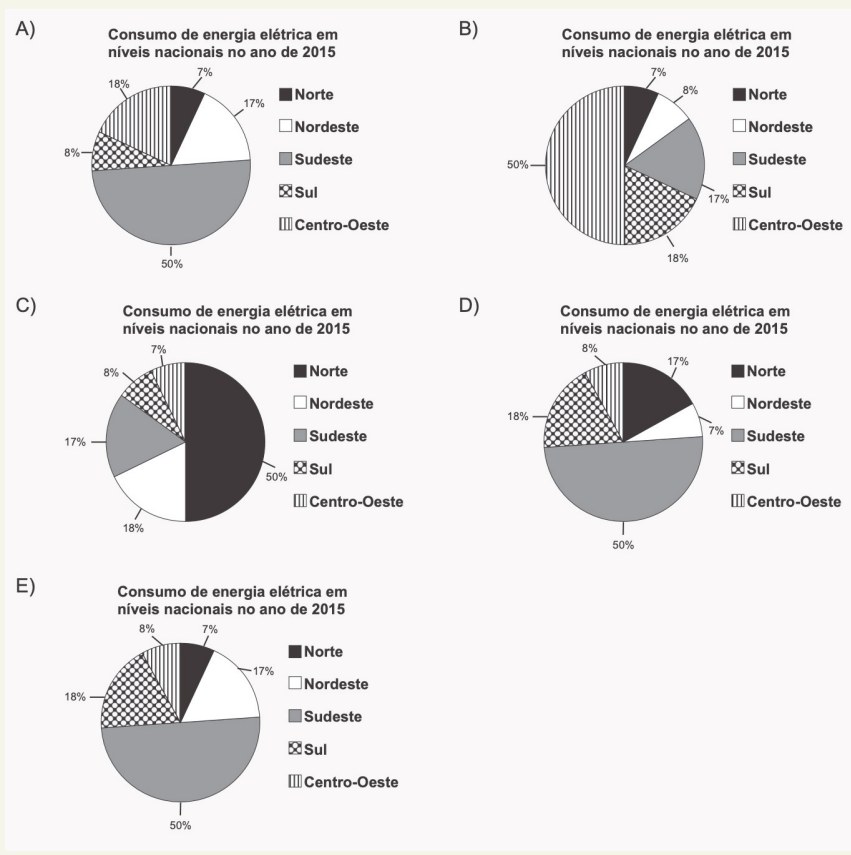 A)
Consumo de energia elétrica em
níveis nacionais no ano de 2015
7%
17%
50%
8%
18%
Norte
Nordeste
Sudeste
Sul
Centro-Oeste
B)
Consumo de energia elétrica em
níveis nacionais no ano de 2015
7%
8%
17%
18%
50%
Norte
Nordeste
Sudeste
Sul
Centro-Oeste
C)
Consumo de energia elétrica em
níveis nacionais no ano de 2015
7%
8%
17%
18%
50%
Norte
Nordeste
Sudeste
Sul
Centro-Oeste
D)
Consumo de energia elétrica em
níveis nacionais no ano de 2015
8%
17%
7%
50%
18%
Norte
Nordeste
Sudeste
Sul
Centro-Oeste
E)
Consumo de energia elétrica em
níveis nacionais no ano de 2015
8%
7%
17%
50%
18%
Norte
Nordeste
Sudeste
Sul
Centro-Oeste